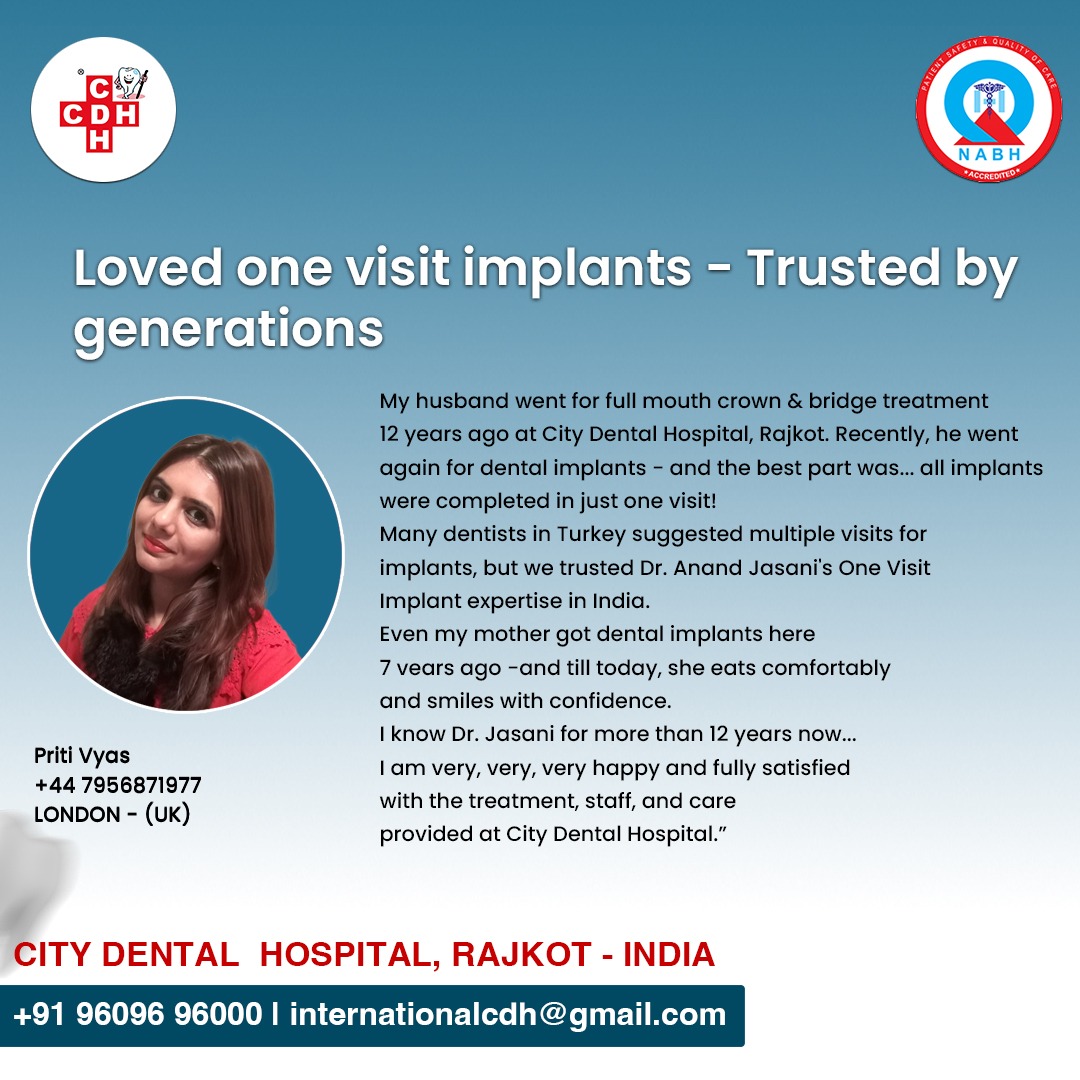 ®
C
CDH
H
PATIENT SAFETY & QUALITY OF CARE
NABH
★ACCREDITED★
Loved one visit implants - Trusted by
generations
My husband went for full mouth crown & bridge treatment
12 years ago at City Dental Hospital, Rajkot. Recently, he went
again for dental implants - and the best part was... all implants
were completed in just one visit!
Many dentists in Turkey suggested multiple visits for
implants, but we trusted Dr. Anand Jasani's One Visit
Implant expertise in India.
Even my mother got dental implants here
7 years ago -and till today, she eats comfortably
and smiles with confidence.
I know Dr. Jasani for more than 12 years now...
I am very, very, very happy and fully satisfied
with the treatment, staff, and care
provided at City Dental Hospital.”
Priti Vyas
+44 7956871977
LONDON - (UK)
CITY DENTAL HOSPITAL, RAJKOT - INDIA
+91 96096 96000 | internationalcdh@gmail.com